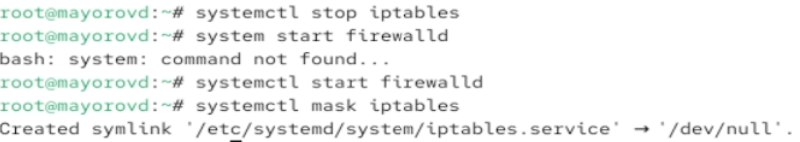 root@mayorovd:~# systemctl stop iptables
root@mayorovd:~# system start firewalld
bash: system: command not found...
root@mayorovd:~# systemctl start firewalld
root@mayorovd:~# systemctl mask iptables
Created symlink '/etc/systemd/system/iptables.service' → '/dev/null'.